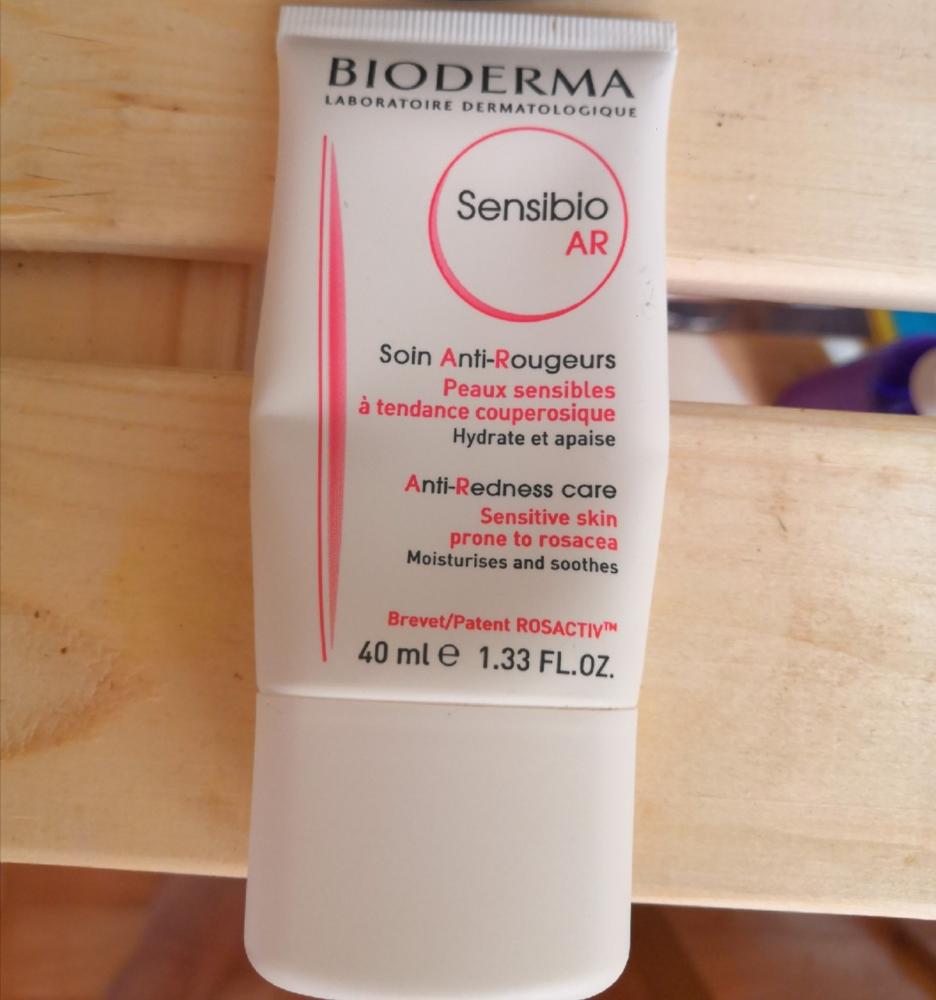 BIODERMA
LABORATOIRE DERMATOLOGIQUE
Sensibio
AR
Soin Anti-Rougeurs
Peaux sensibles
à tendance couperosique
Hydrate et apaise
Anti-Redness care
Sensitive skin
prone to rosacea
Moisturises and soothes
Brevet/Patent ROSACTIV™
40 ml e 1.33 FL.OZ.